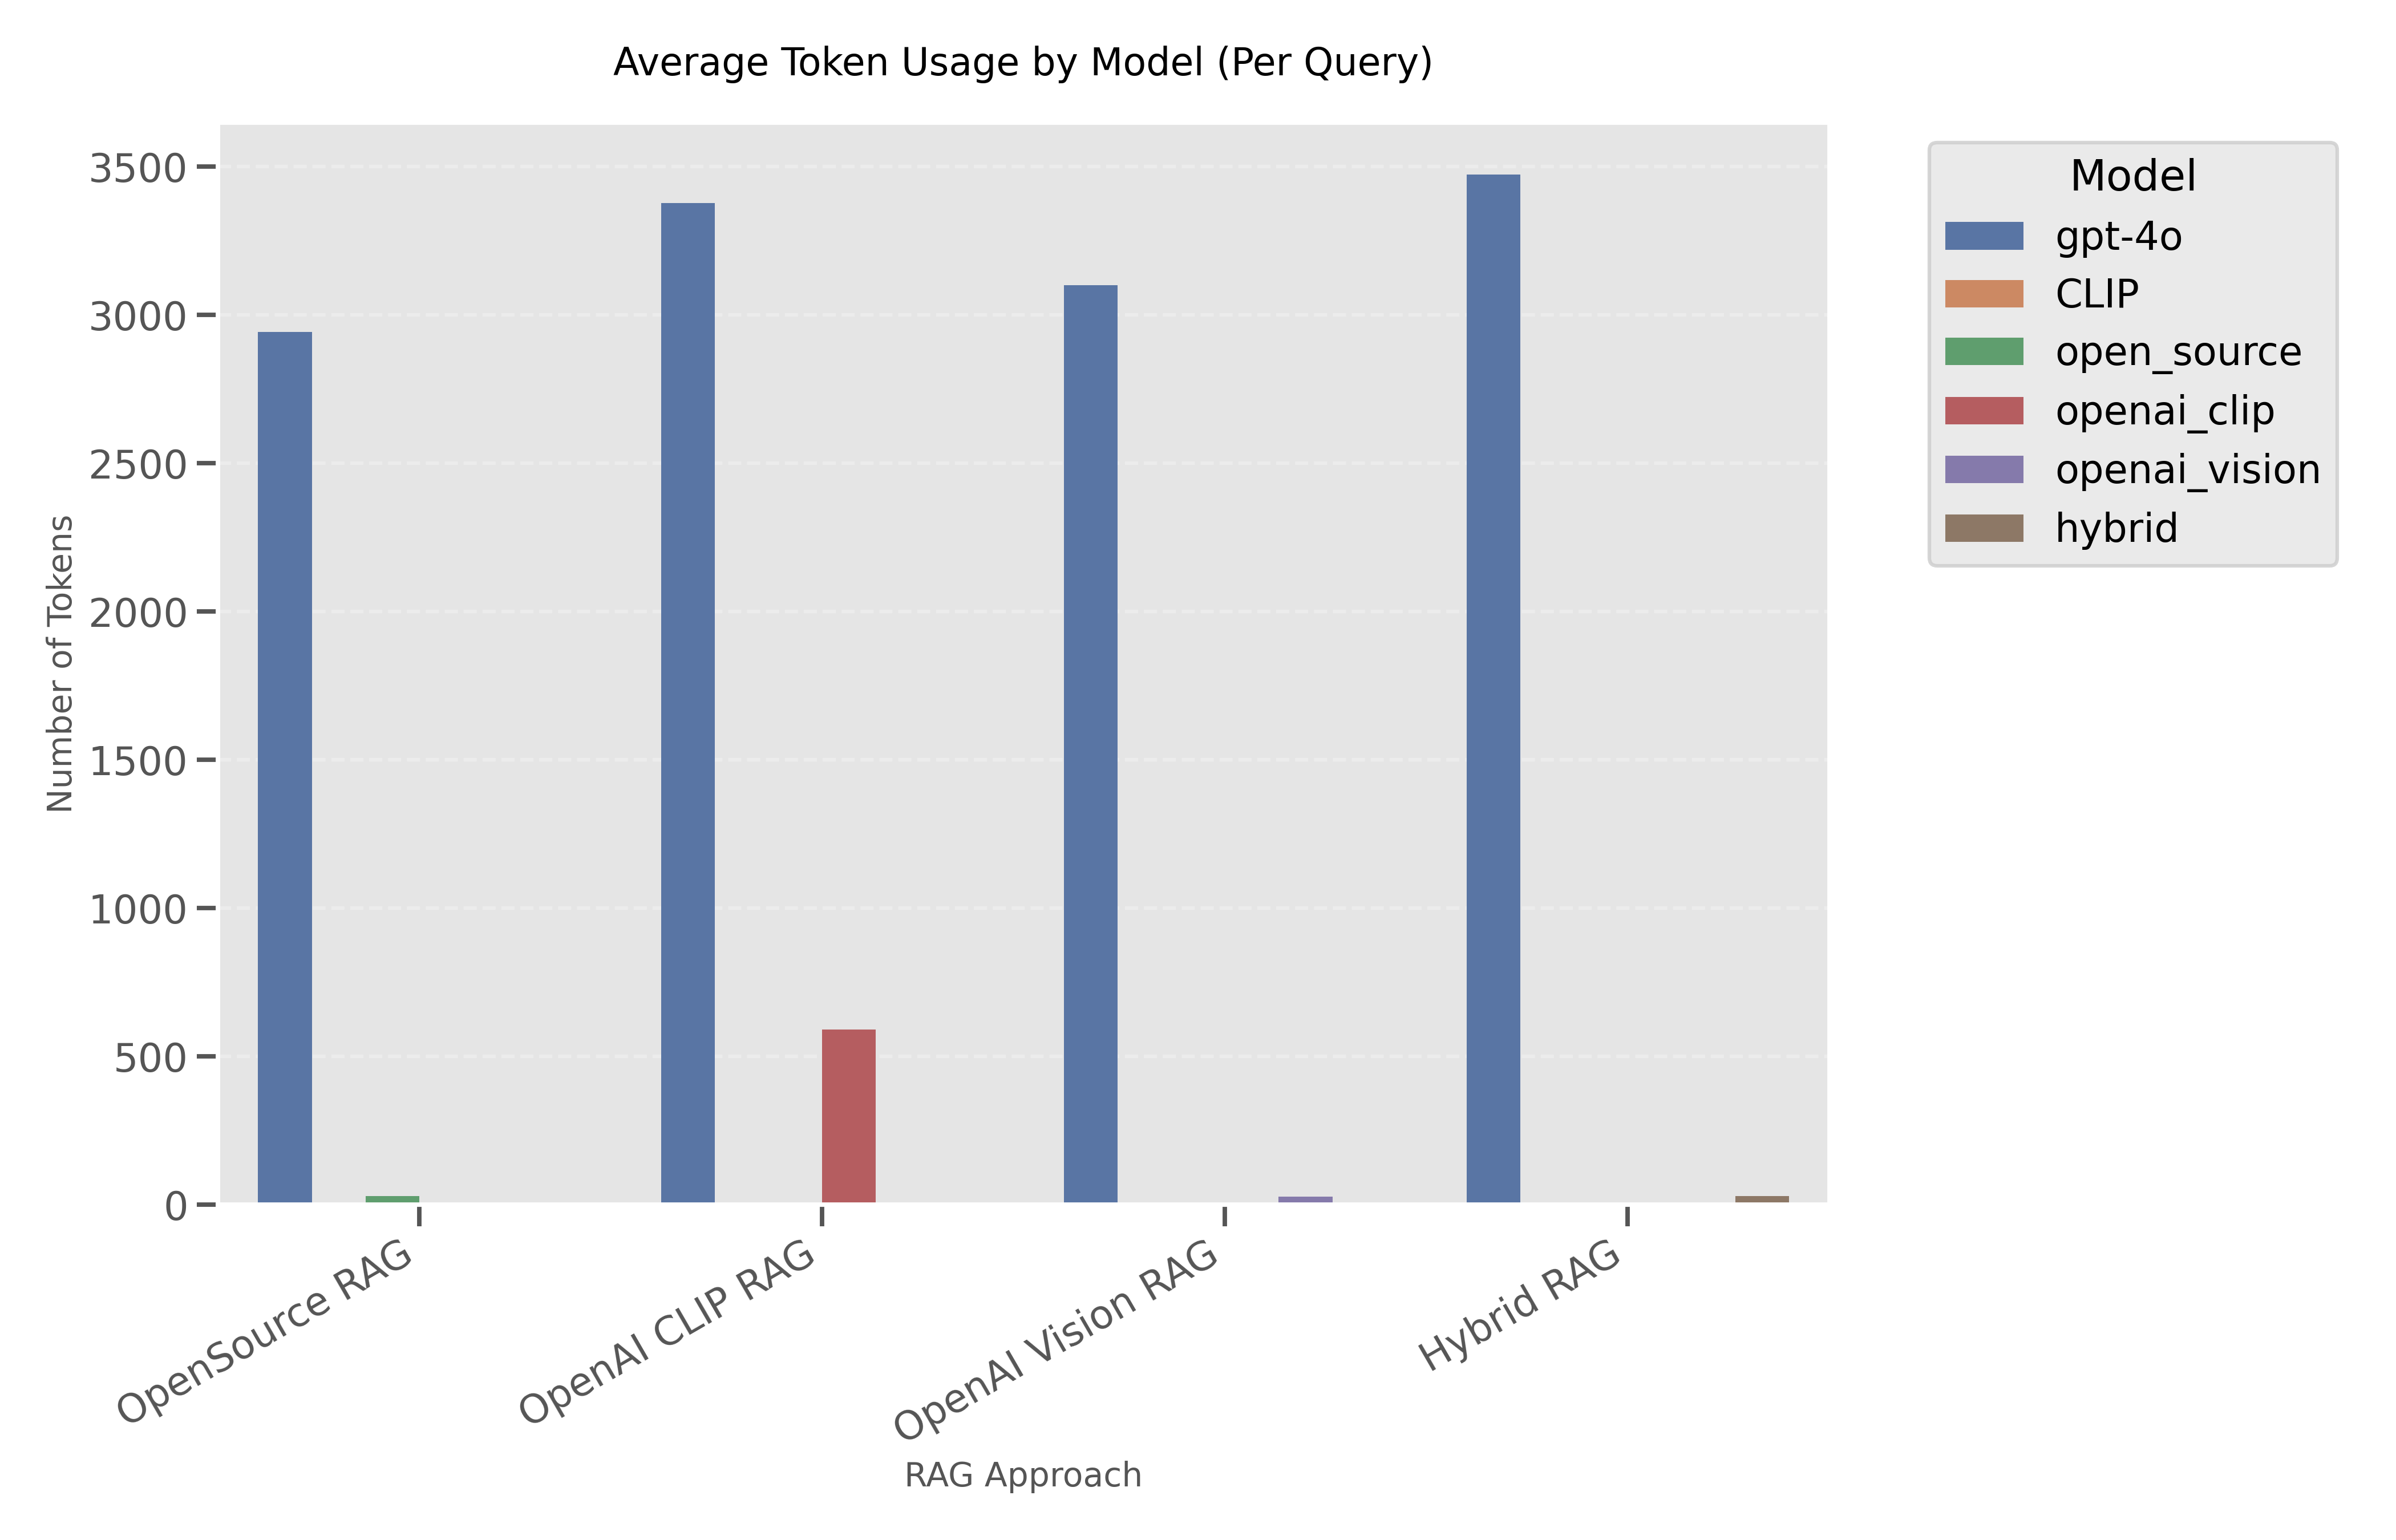 Average Token Usage by Model (Per Query)
Number of Tokens
3500
3000
2500
2000
1500
1000
500
0
OpenSource RAG
OpenAI CLIP RAG
OpenAI Vision RAG
Hybrid RAG
RAG Approach
Model
gpt-4o
CLIP
open_source
openai_clip
openai_vision
hybrid